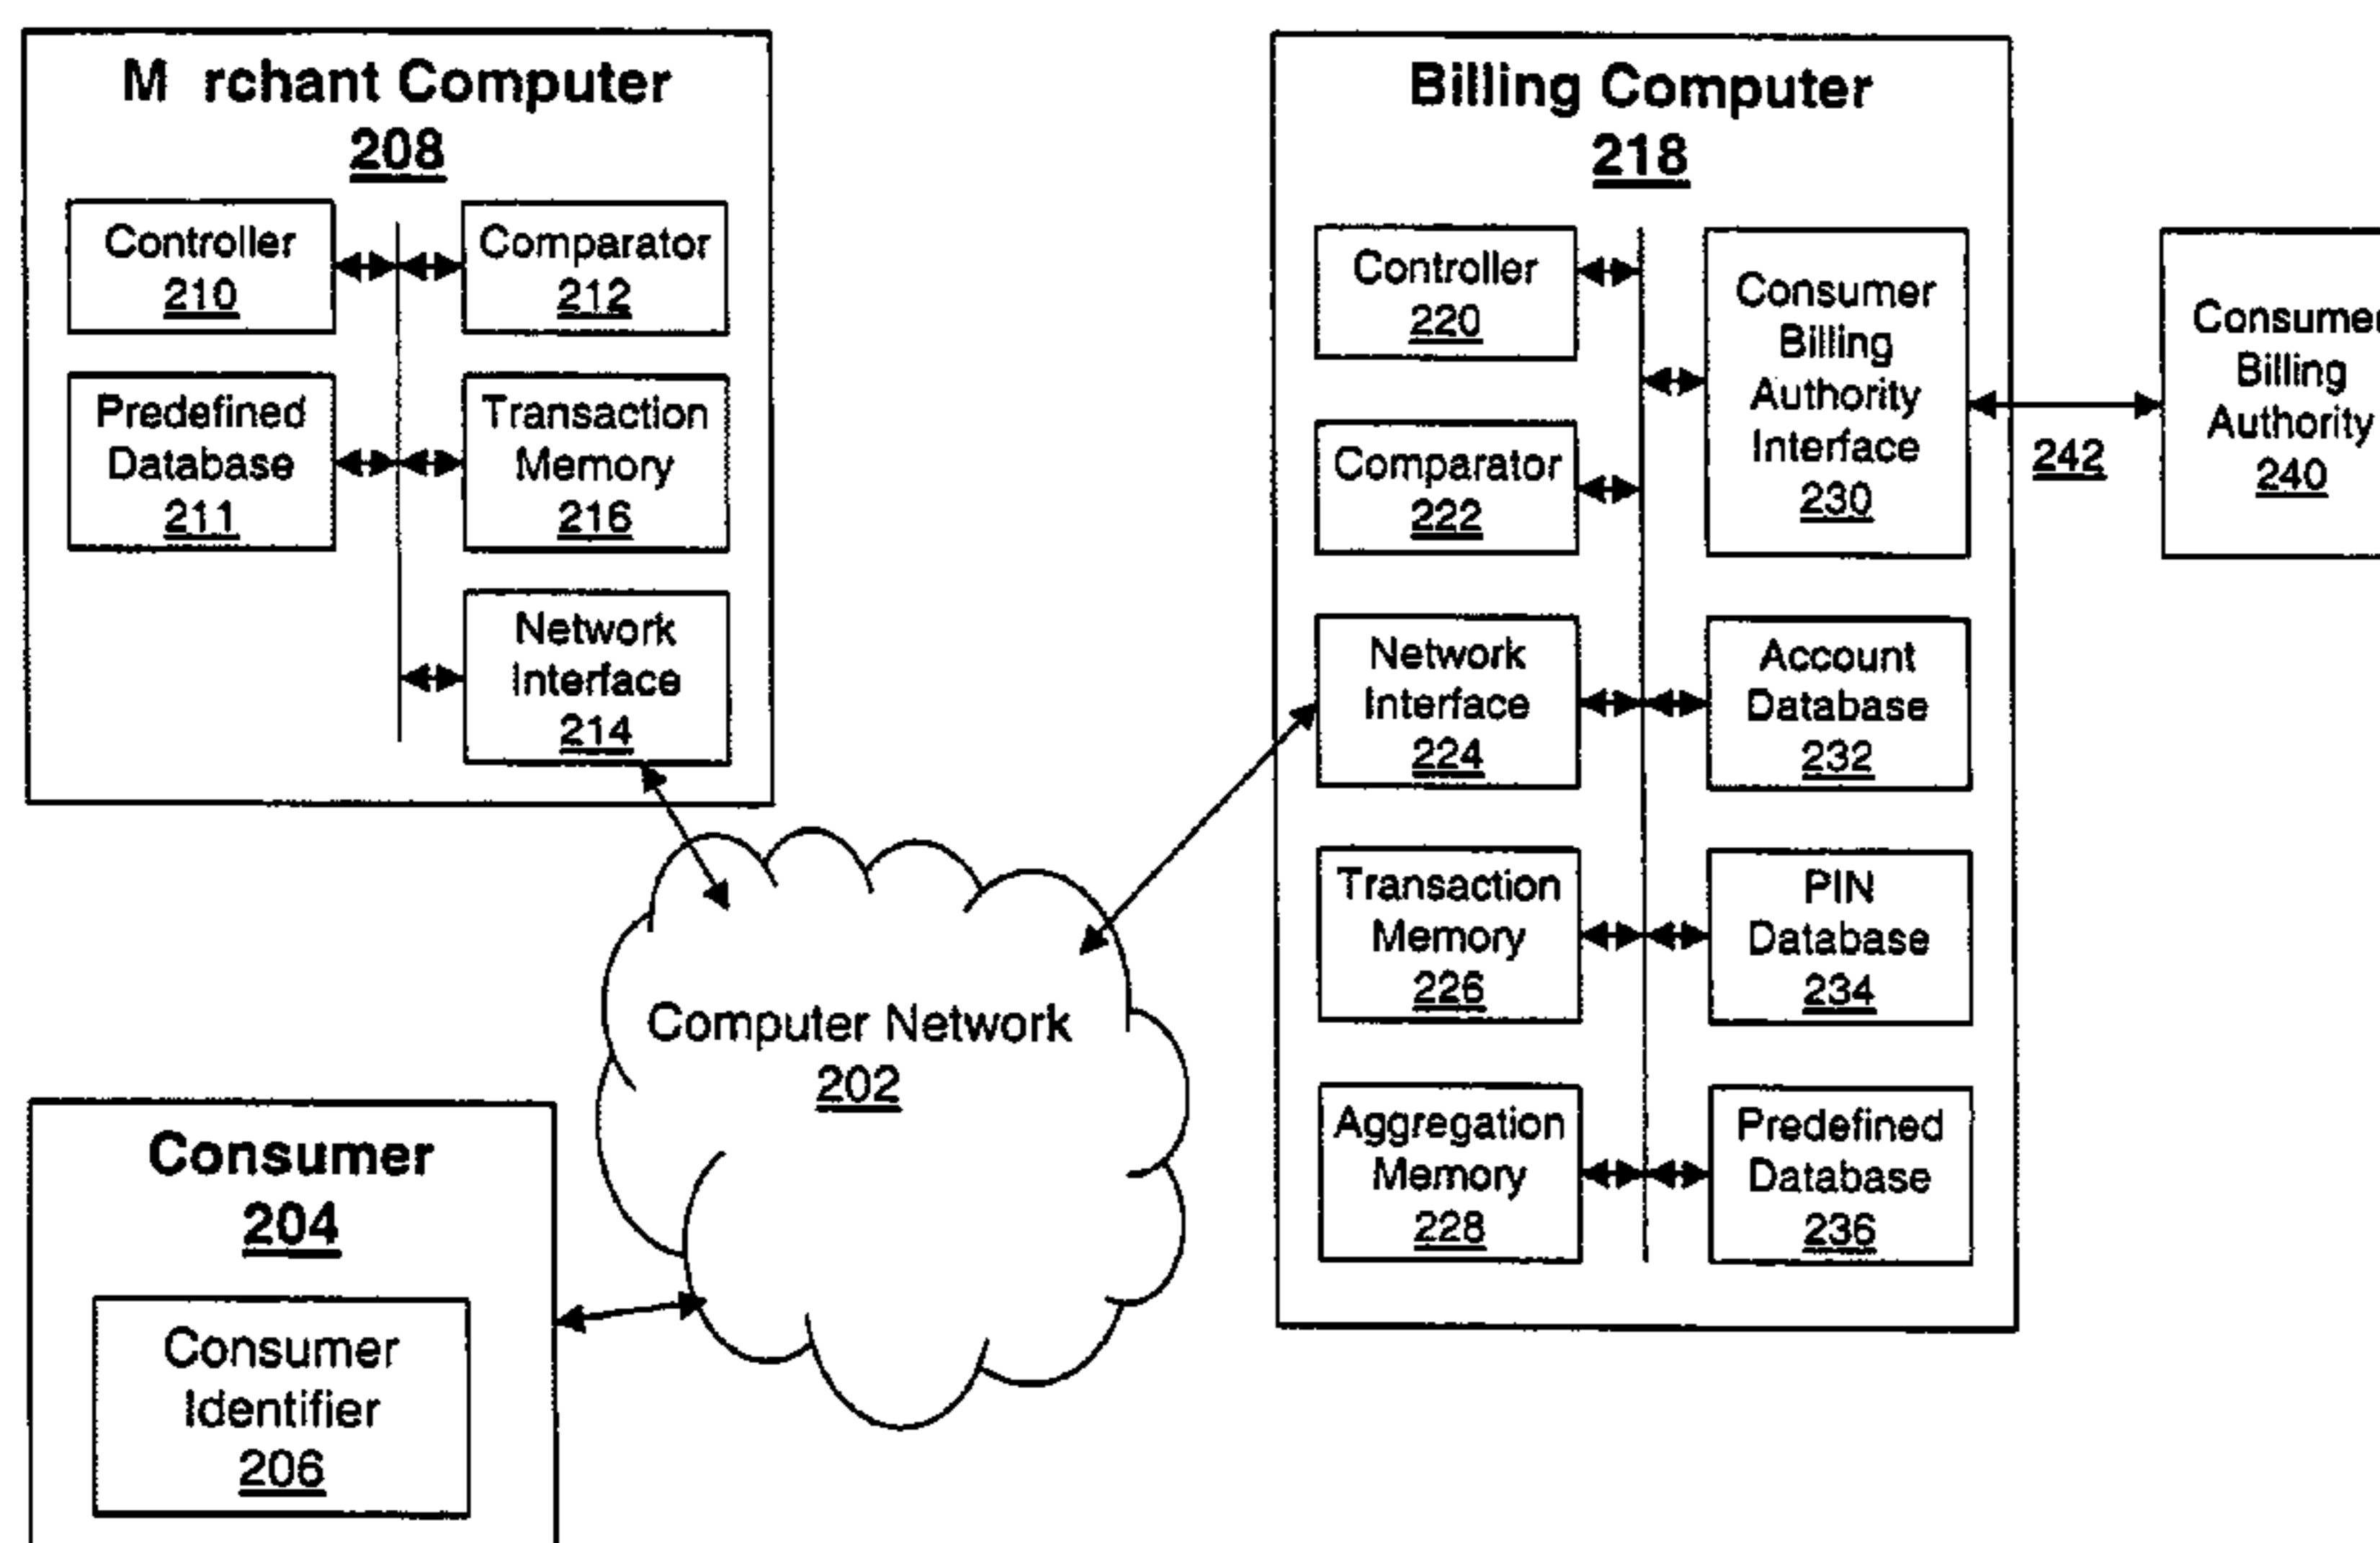 M rchant Computer
208
Controller
210
Comparator
212
Predefined
Database
211
Transaction
Memory
216
Network
Interface
214
Billing Computer
218
Controller
220
Consumer
Billing
Authority
Interface
230
Comparator
222
Network
Interface
224
Account
Database
232
Transaction
Memory
226
PIN
Database
234
Aggregation
Memory
228
Predefined
Database
236
242
Consumer
Billing
Authority
240
Computer Network
202
Consumer
204
Consumer
Identifier
206